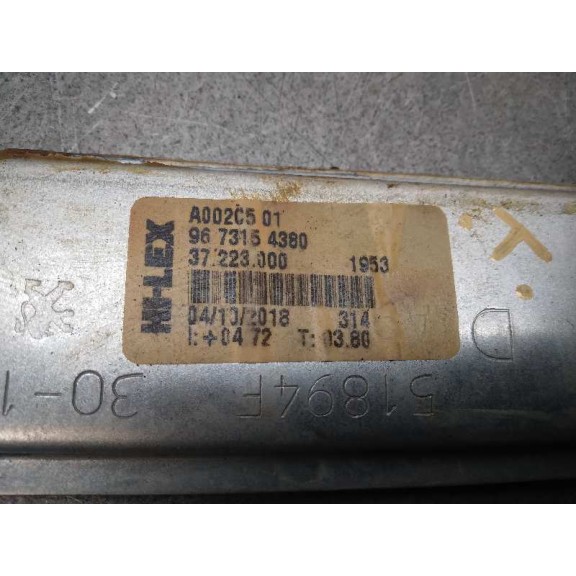 HI-LEX
A002C5 01
96 7315 4380
37.223.000 1953
04/10/2018 314
I:+04 72 T: 03.80
T.
D
51894F
30-1